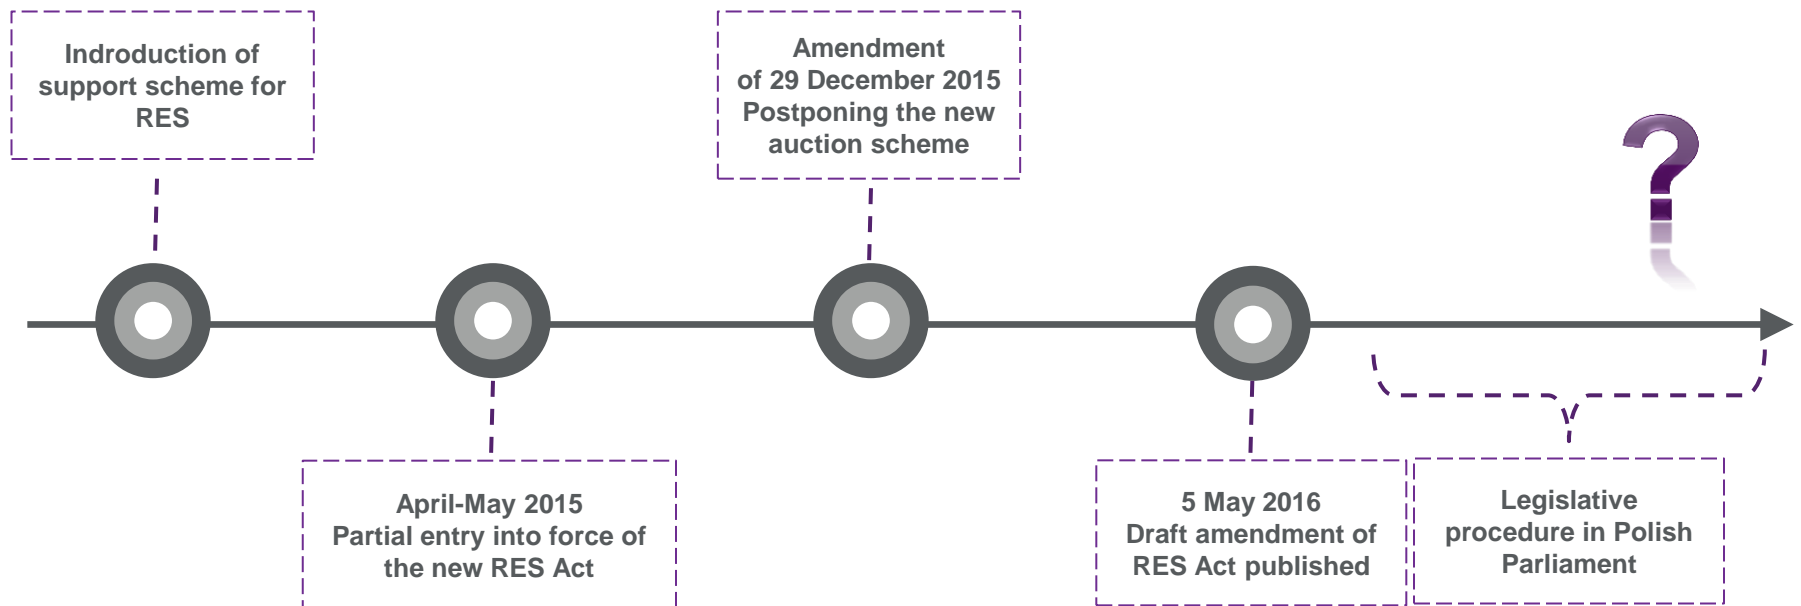 Indroduction of
support scheme for
RES
Amendment
of 29 December 2015
Postponing the new
auction scheme
?
April-May 2015
Partial entry into force of
the new RES Act
5 May 2016
Draft amendment of
RES Act published
Legislative
procedure in Polish
Parliament